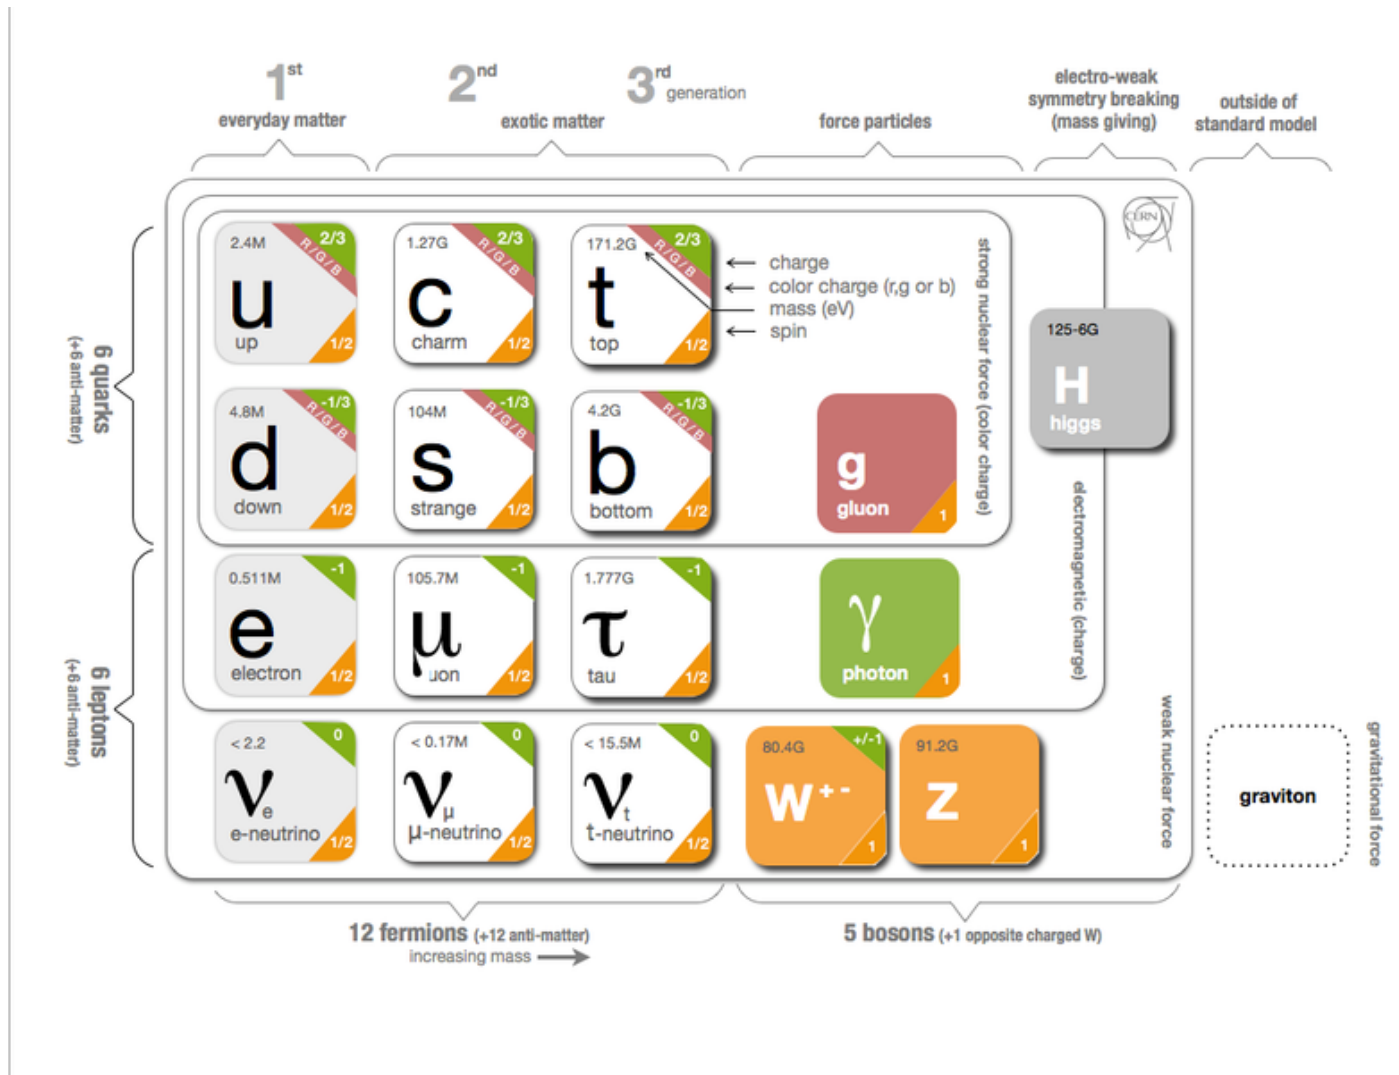 1st
everyday matter
2nd
3rd generation
exotic matter
force particles
electro-weak
symmetry breaking
(mass giving)
outside of
standard model
6 quarks
(+6 anti-matter)
6 leptons
(+6 anti-matter)
2.4M
2/3
R/G/B
u
up
1/2
1.27G
2/3
R/G/B
c
charm
1/2
171.2G
2/3
R/G/B
t
top
1/2
charge
color charge (r,g or b)
mass (eV)
spin
strong nuclear force (color charge)
CERN
125-6G
H
higgs
4.8M
-1/3
R/G/B
d
down
1/2
104M
-1/3
R/G/B
s
strange
1/2
4.2G
-1/3
R/G/B
b
bottom
1/2
g
gluon
1
electromagnetic (charge)
0.511M
-1
e
electron
1/2
105.7M
-1
μ
uon
1/2
1.777G
-1
τ
tau
1/2
γ
photon
1
weak nuclear force
< 2.2
0
νe
e-neutrino
1/2
< 0.17M
0
νμ
μ-neutrino
1/2
< 15.5M
0
νt
t-neutrino
1/2
80.4G
+/-1
W+-
1
91.2G
Z
1
graviton
gravitational force
12 fermions (+12 anti-matter)
increasing mass
5 bosons (+1 opposite charged W)